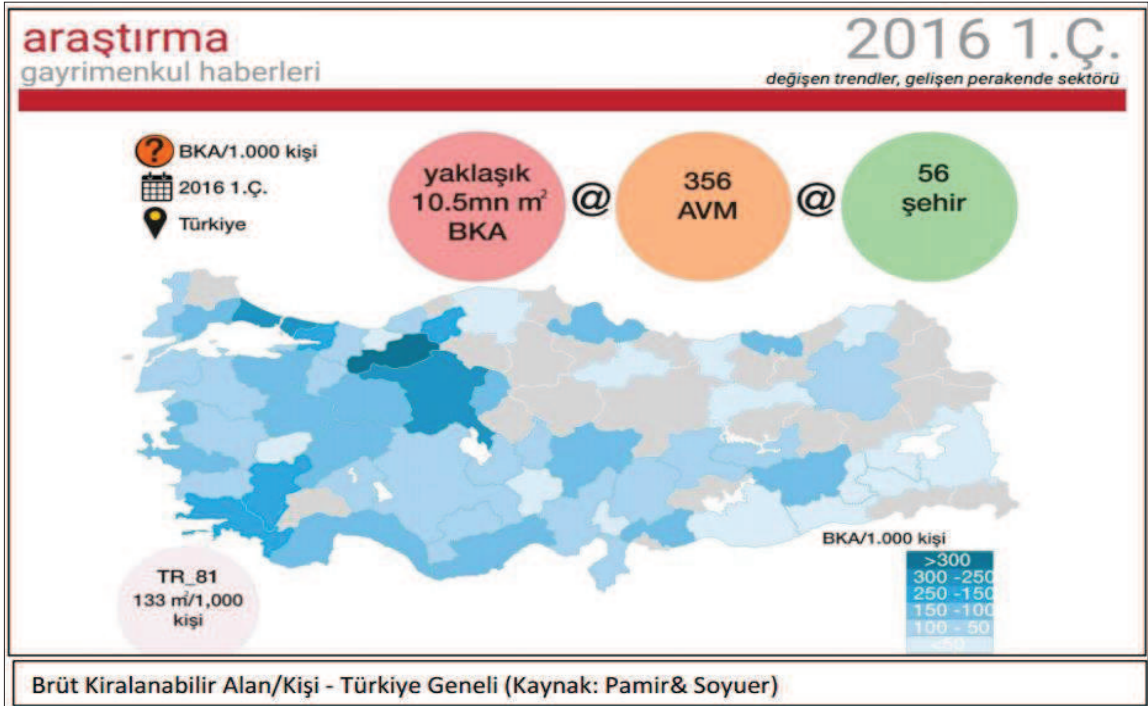 araştırma
gayrimenkul haberleri
2016 1.Ç.
değişen trendler, gelişen perakende sektörü
? BKA/1.000 kişi
2016 1.Ç.
Türkiye
yaklaşık
10.5mn m²
BKA
@
356
AVM
@
56
şehir
TR_81
133 m²/1,000
kişi
BKA/1.000 kişi
>300
300 -250
250 -150
150 -100
100 - 50
<50
Brüt Kiralanabilir Alan/Kişi - Türkiye Geneli (Kaynak: Pamir& Soyuer)